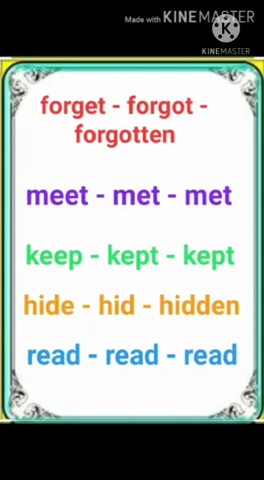 Made with KINEMASTER
KINEMASTER
forget - forgot -
forgotten
meet - met - met
keep - kept - kept
hide - hid - hidden
read - read - read